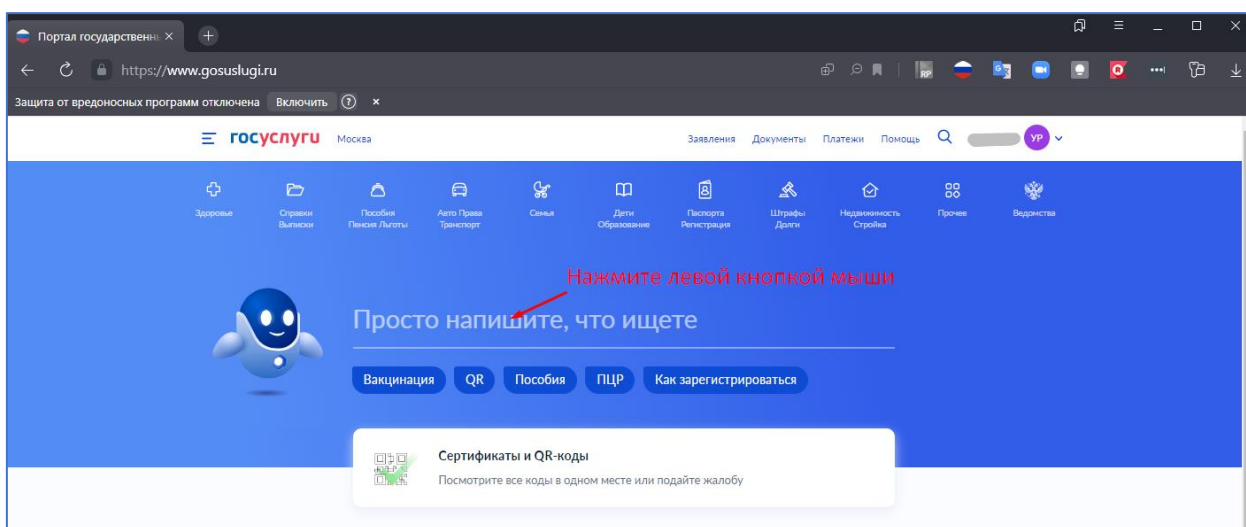 Портал государственнь
https://www.gosuslugi.ru
RP
Защита от вредоносных программ отключена Включить ? ×
госуслуги Москва Заявления Документы Платежи Помощь УР
Здоровье
Справки
Выписки
Пособия
Пенсия Льготы
Авто Права
Транспорт
Семья
Дети
Образование
Паспорта
Регистрация
Штрафы
Долги
Недвижимость
Стройка
Прочее
Ведомства
Нажмите левой кнопкой мыши
Просто напишите, что ищете
Вакцинация QR Пособия ПЦР Как зарегистрироваться
Сертификаты и QR-коды
Посмотрите все коды в одном месте или подайте жалобу